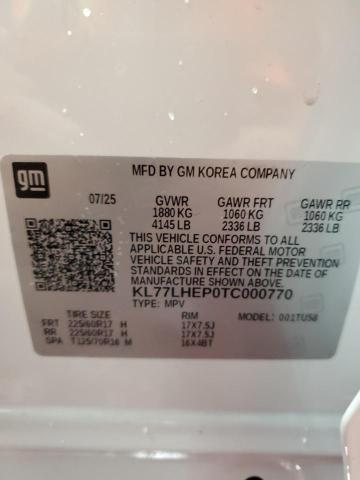 gm
MFD BY GM KOREA COMPANY
07/25 GVWR GAWR FRT GAWR RR
1880 KG 1060 KG 1060 KG
4145 LB 2336 LB 2336 LB
THIS VEHICLE CONFORMS TO ALL
APPLICABLE U.S. FEDERAL MOTOR
VEHICLE SAFETY AND THEFT PREVENTION
STANDARDS IN EFFECT ON THE DATE OF
MANUFACTURE SHOWN ABOVE.
KL77LHEP0TC000770
TYPE: MPV
TIRE SIZE RIM MODEL: 001TU58
FRT 225/60R17 H 17X7.5J
RR 225/60R17 H 17X7.5J
SPA T125/70R16 M 16X4BT